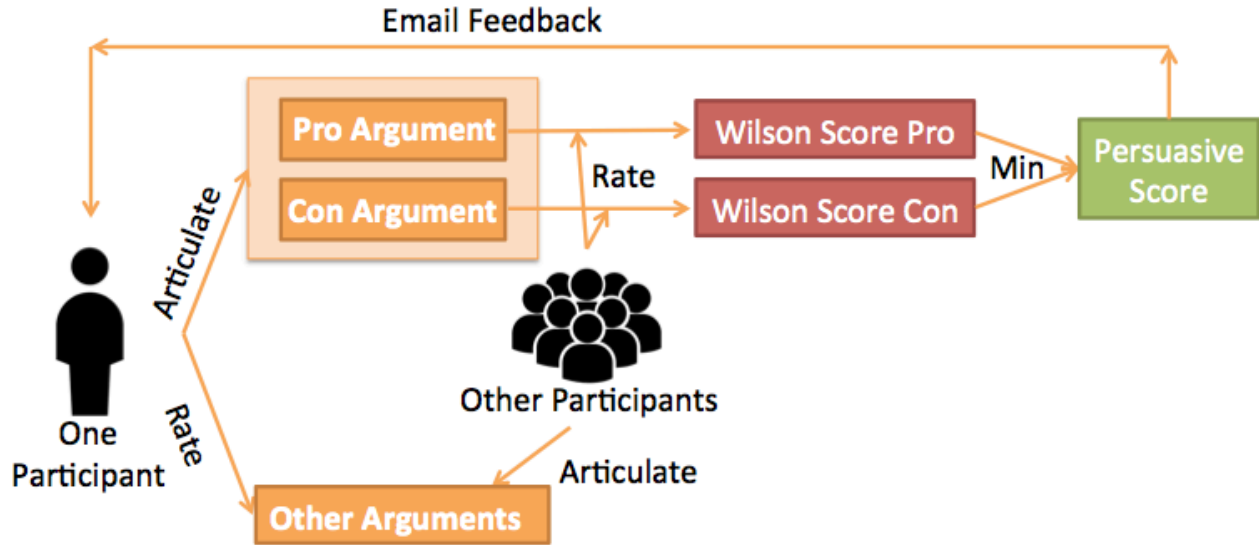 Email Feedback
Pro Argument
Wilson Score Pro
Persuasive
Score
Rate
Min
Con Argument
Wilson Score Con
Articulate
Other Participants
One
Participant
Rate
Articulate
Other Arguments